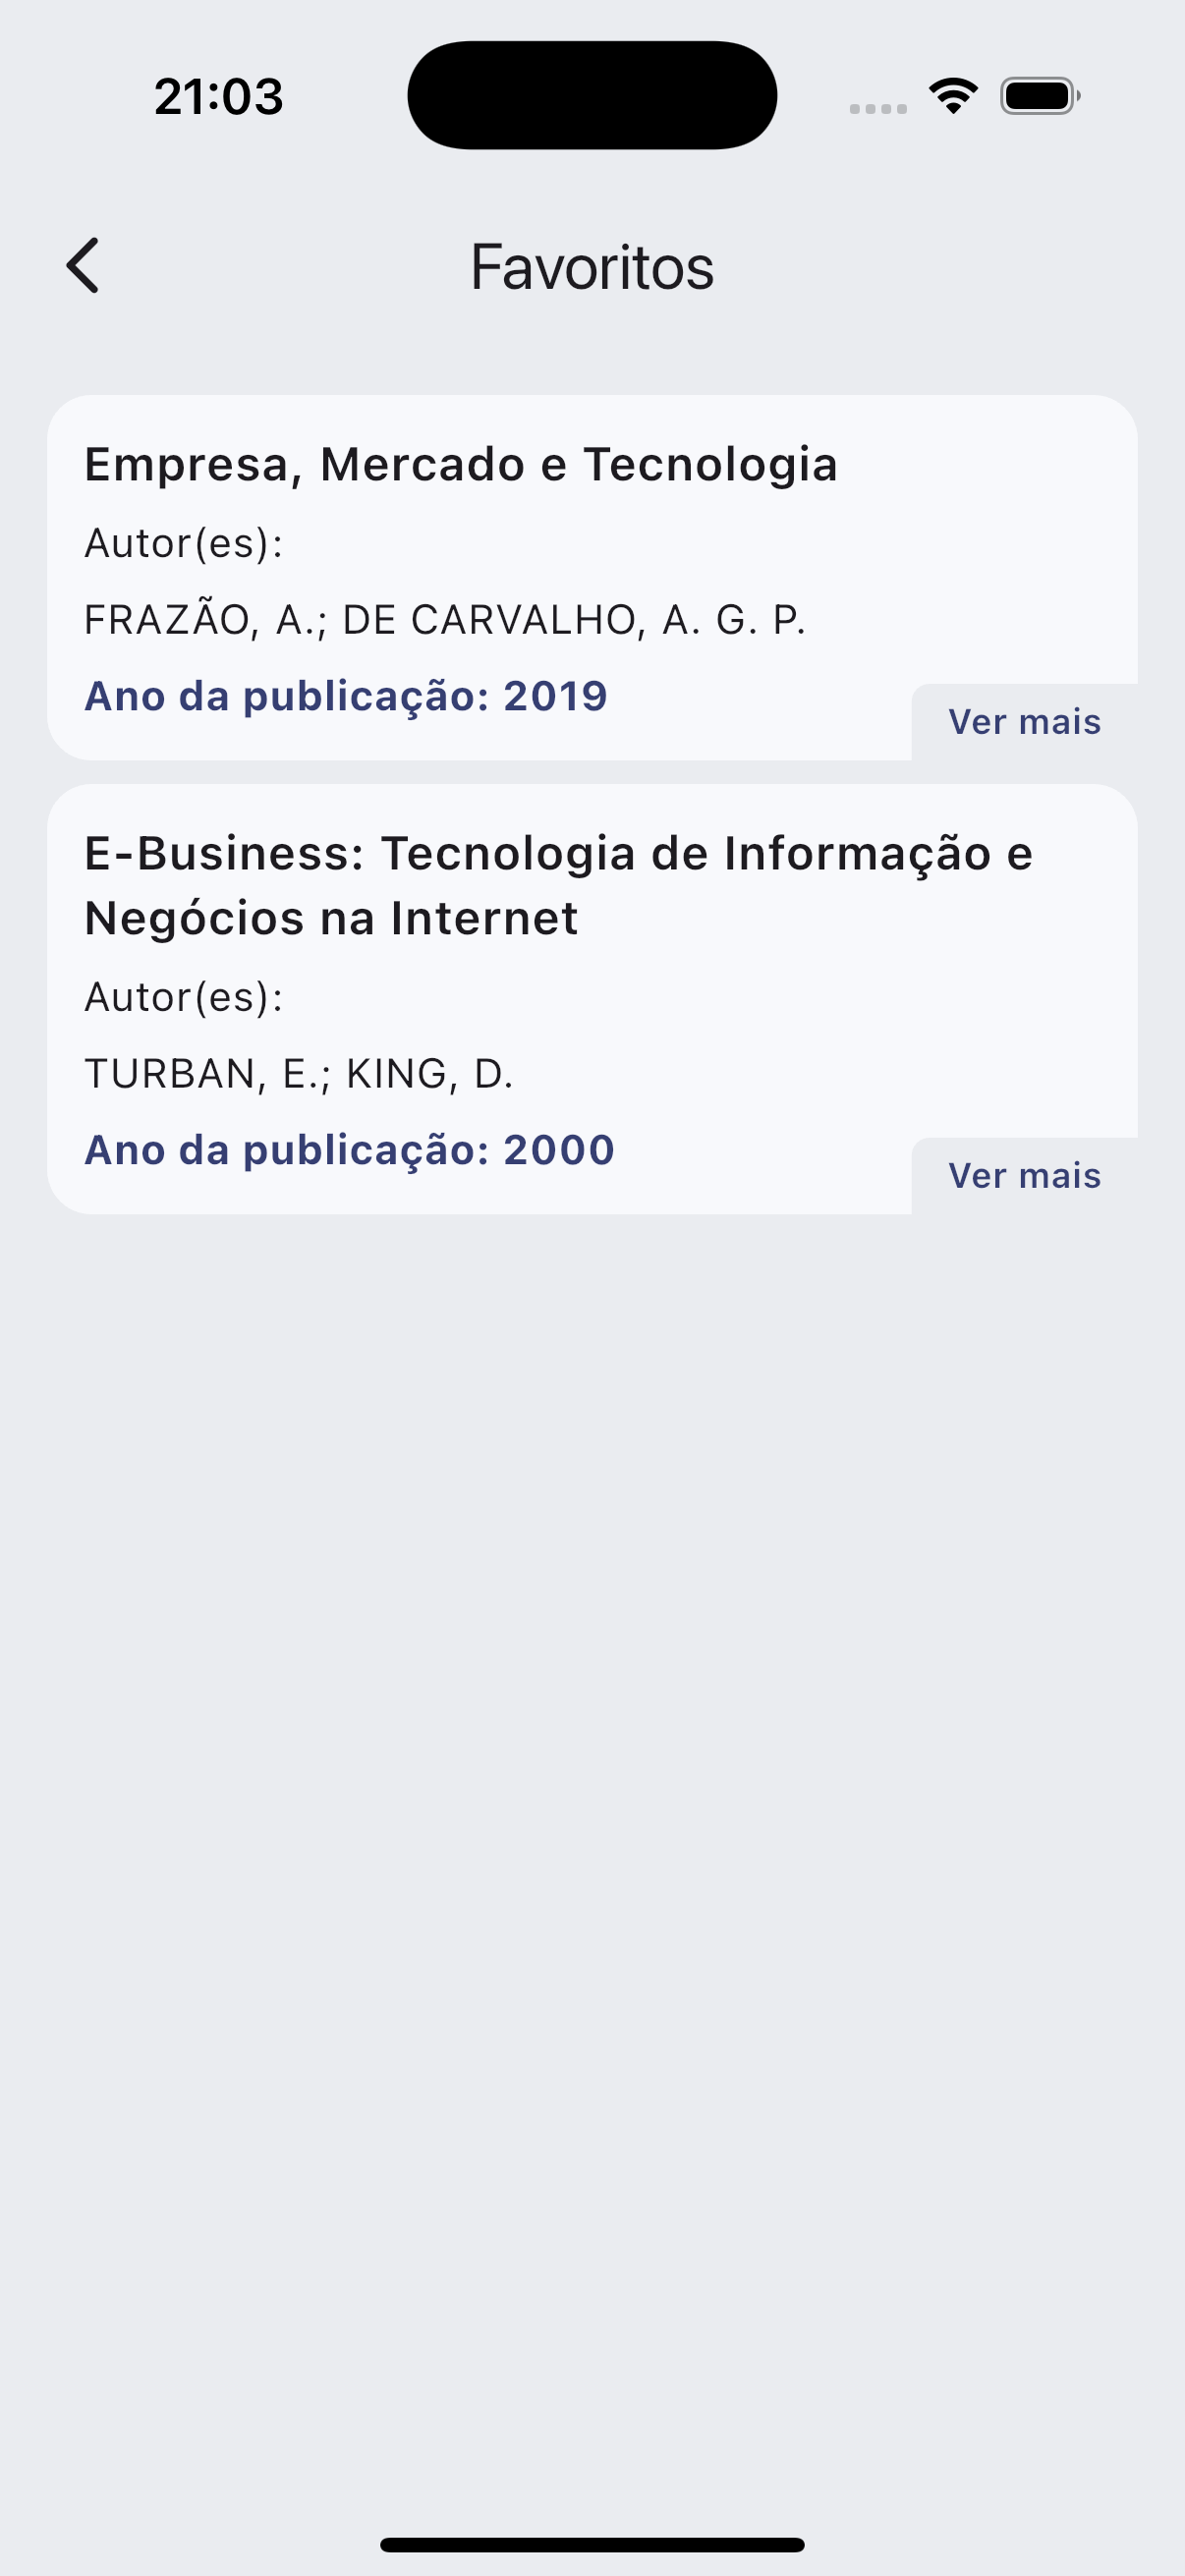 21:03
Favoritos
Empresa, Mercado e Tecnologia
Autor(es):
FRAZÃO, A.; DE CARVALHO, A. G. P.
Ano da publicação: 2019
Ver mais
E-Business: Tecnologia de Informação e
Negócios na Internet
Autor(es):
TURBAN, E.; KING, D.
Ano da publicação: 2000
Ver mais